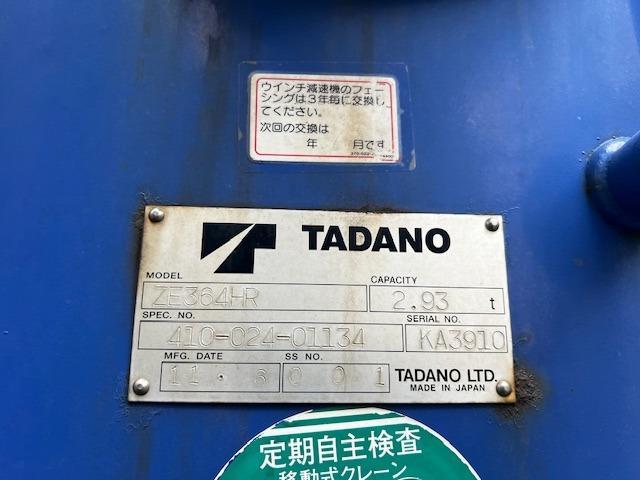 ウインチ減速機のフェー
シングは3年毎に交換し
てください。
次回の交換は
年 月です
TADANO
MODEL
ZE364HR
CAPACITY
2.93 t
SPEC. NO.
410-024-01134
SERIAL NO.
KA3910
MFG. DATE SS NO.
11. 6 001
TADANO LTD.
MADE IN JAPAN
定期自主検査
移動式クレーン